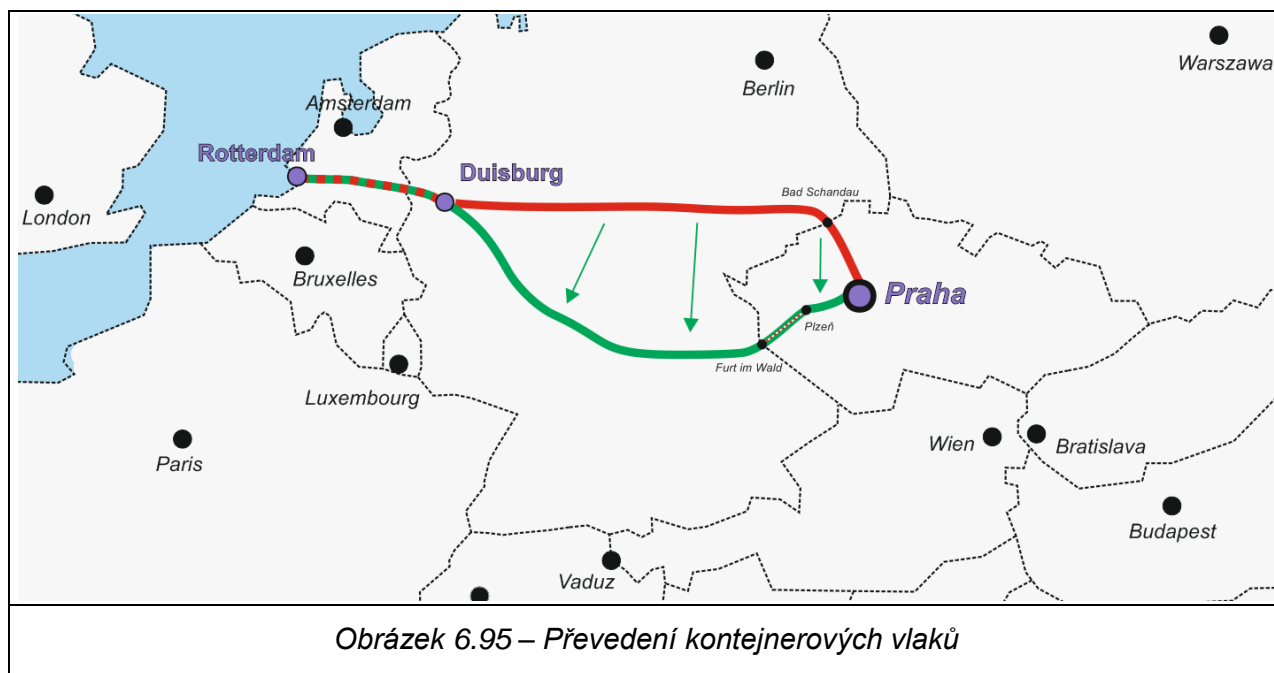 Warszawa
Berlin
Amsterdam
Rotterdam
Duisburg
Bad Schandau
London
Bruxelles
Praha
Plzeň
Furt im Wald
Luxembourg
Wien
Bratislava
Paris
Budapest
Vaduz
Obrázek 6.95 – Převedení kontejnerových vlaků